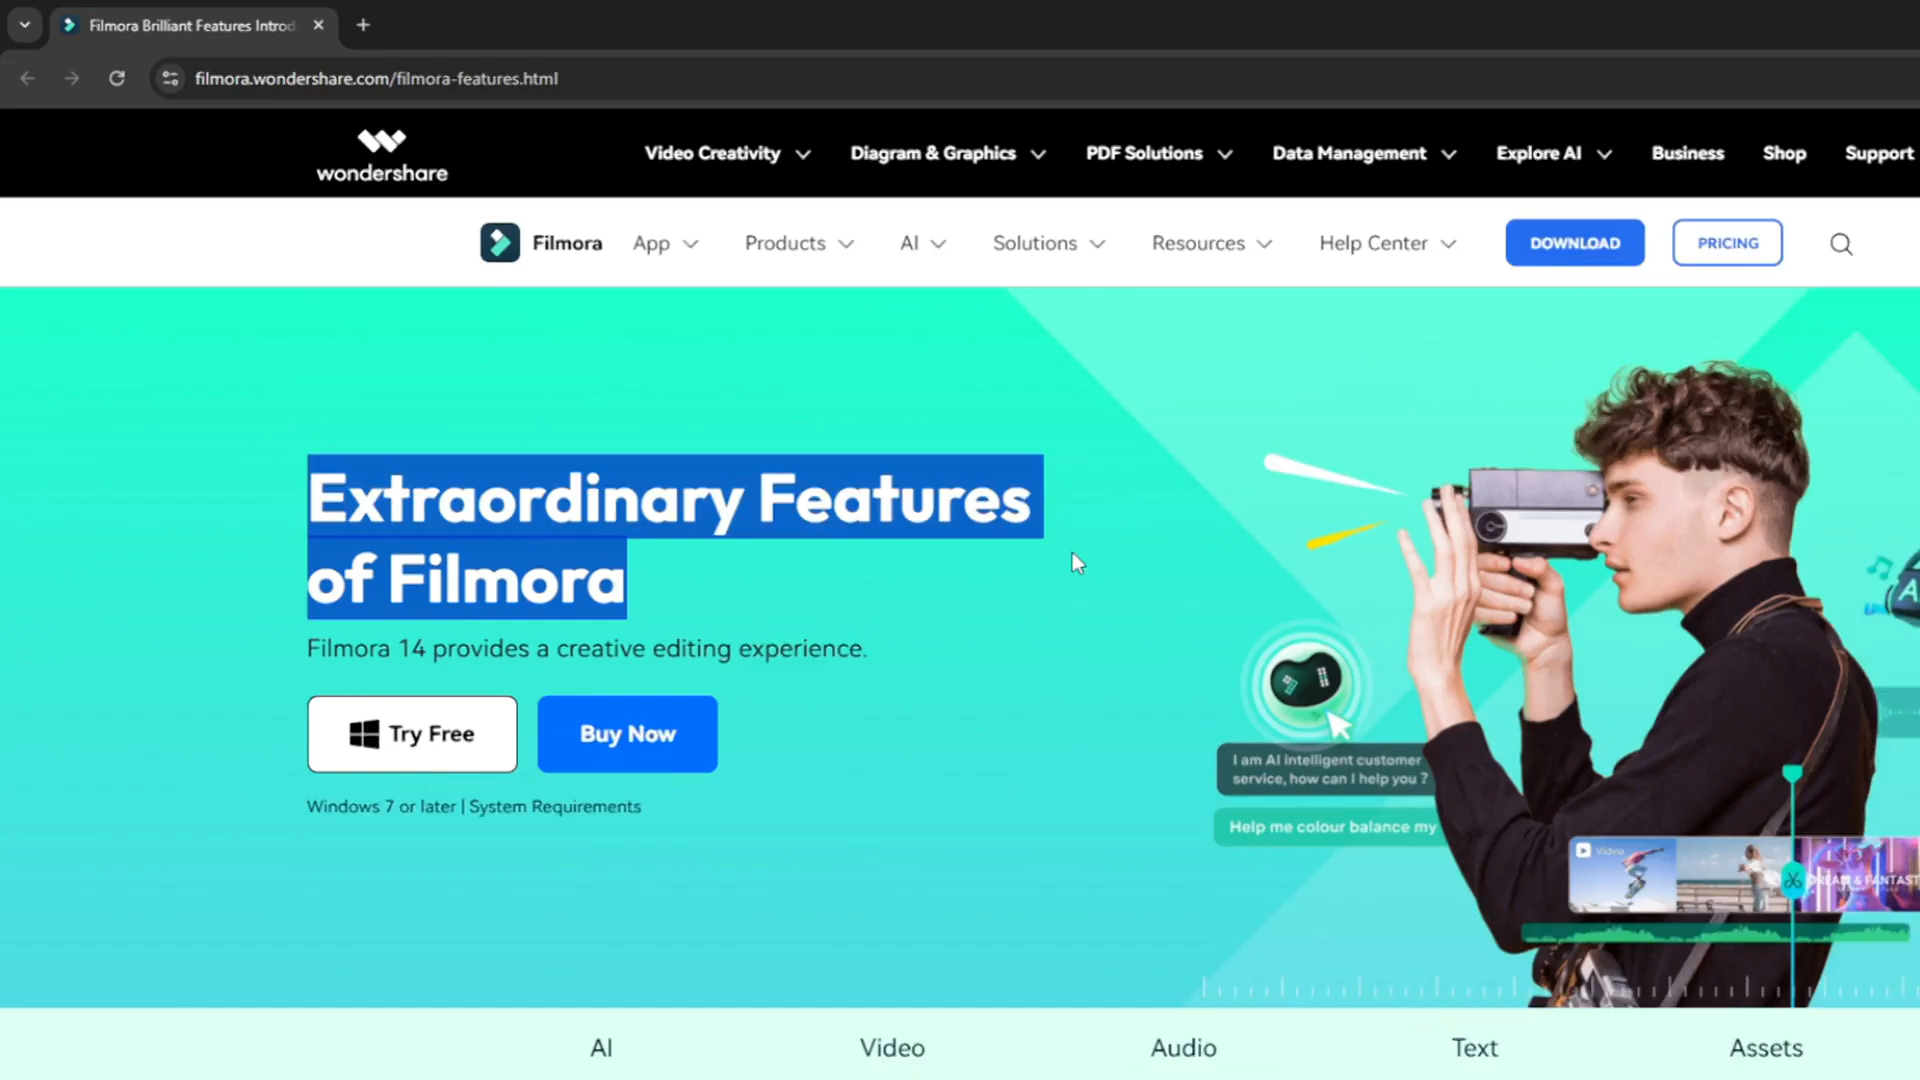 Filmora Brilliant Features Introd
filmora.wondershare.com/filmora-features.html
wondershare
Video Creativity
Diagram & Graphics
PDF Solutions
Data Management
Explore AI
Business
Shop
Support
Filmora
App
Products
AI
Solutions
Resources
Help Center
DOWNLOAD
PRICING
Extraordinary Features
of Filmora
Filmora 14 provides a creative editing experience.
Try Free
Buy Now
Windows 7 or later | System Requirements
I am AI intelligent customer
service, how can I help you ?
Help me colour balance my
Video
DREAM & FANTAST
AI
Video
Audio
Text
Assets